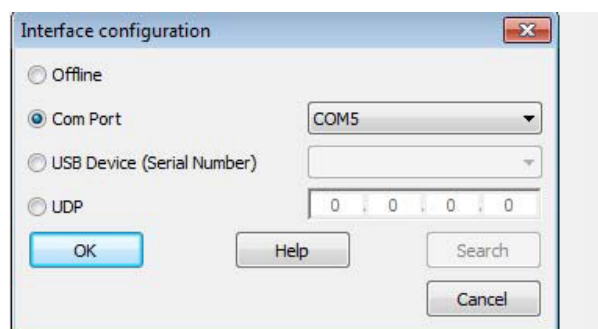 Interface configuration
Offline
Com Port COM5
USB Device (Serial Number)
UDP 0 . 0 . 0 . 0
OK Help Search
Cancel